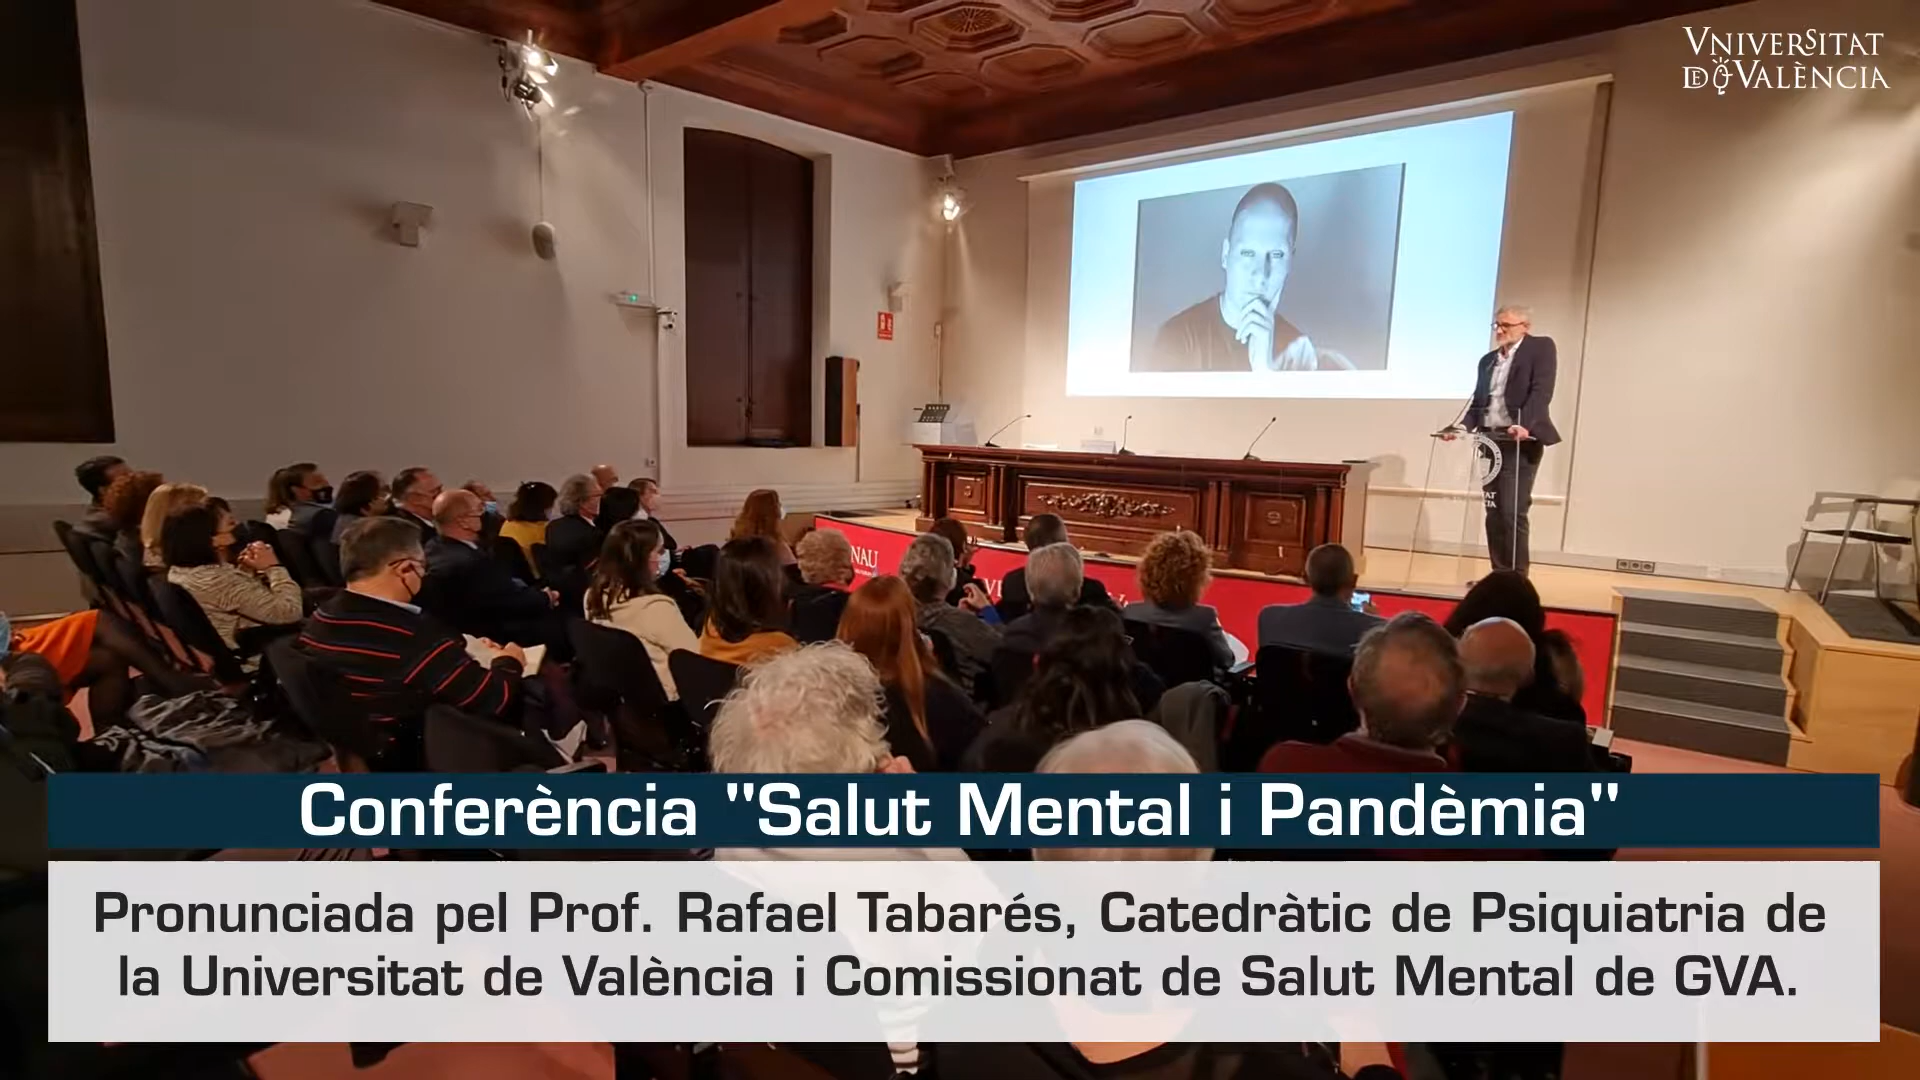 VNIVERSITAT
DE VALÈNCIA
NAU
Conferència "Salut Mental i Pandèmia"
Pronunciada pel Prof. Rafael Tabarés, Catedràtic de Psiquiatria de
la Universitat de València i Comissionat de Salut Mental de GVA.